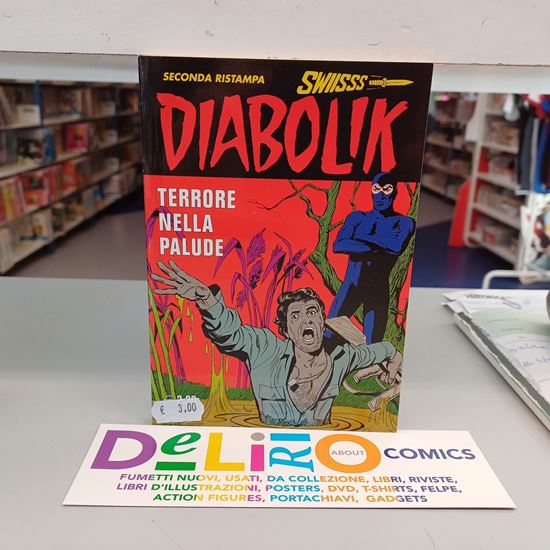 SECONDA RISTAMPA
SWIISSS
DIABOLIK
TERRORE
NELLA
PALUDE
€ 3,00
DeLiRIO ABOUT COMICS
FUMETTI NUOVI, USATI, DA COLLEZIONE, LIBRI, RIVISTE,
LIBRI D'ILLUSTRAZIONI, POSTERS, DVD, T-SHIRTS, FELPE,
ACTION FIGURES, PORTACHIAVI, GADGETS